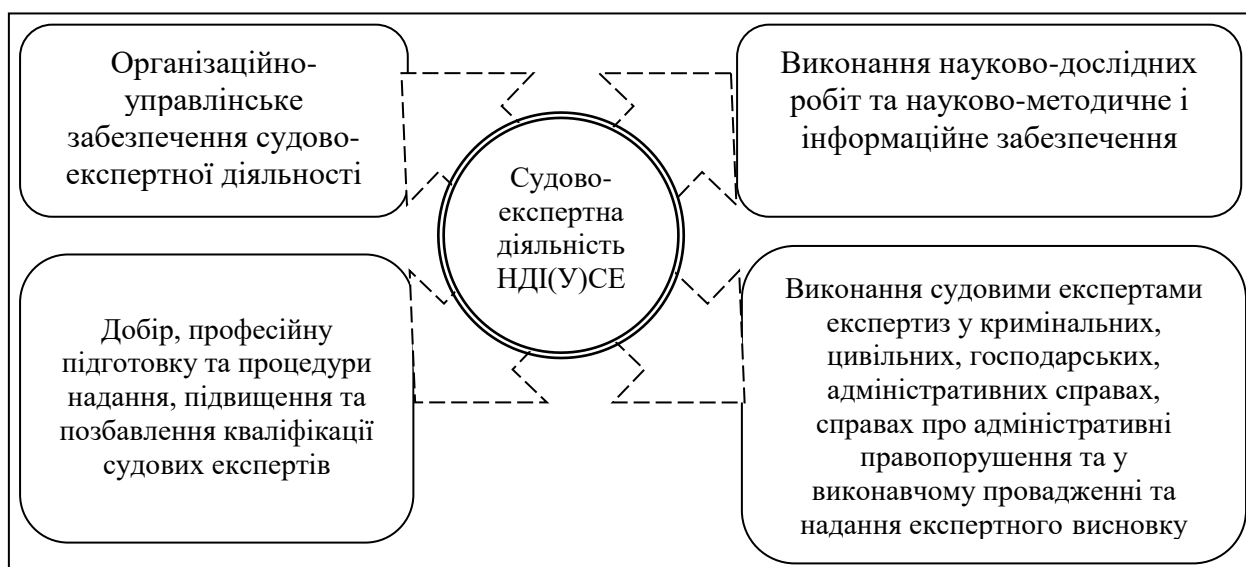 Організаційно-
управлінське
забезпечення судово-
експертної діяльності
Виконання науково-дослідних
робіт та науково-методичне і
інформаційне забезпечення
Судово-
експертна
діяльність
НДІ(У)СЕ
Добір, професійну
підготовку та процедури
надання, підвищення та
позбавлення кваліфікації
судових експертів
Виконання судовими експертами
експертиз у кримінальних,
цивільних, господарських,
адміністративних справах,
справах про адміністративні
правопорушення та у
виконавчому провадженні та
надання експертного висновку